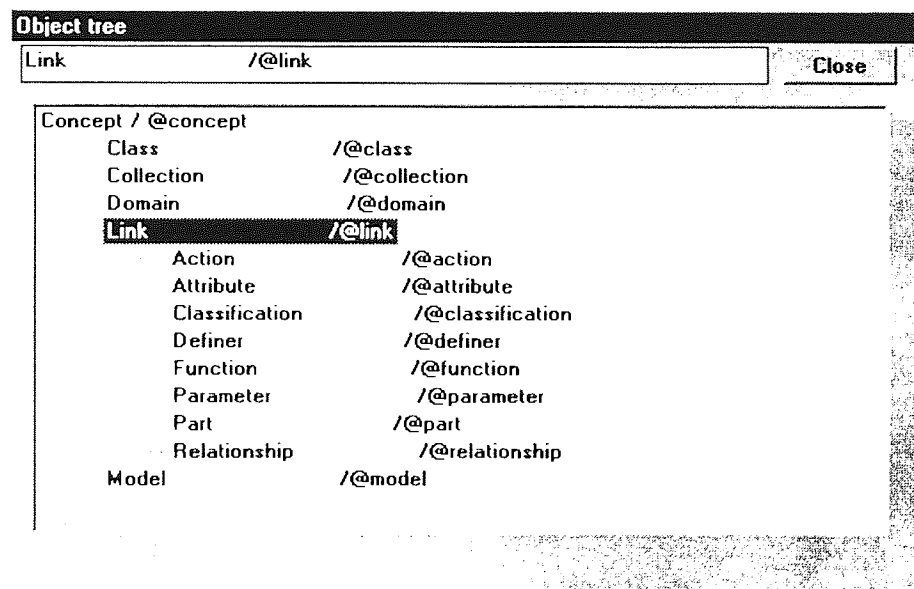 Object tree
Link /@link Close
Concept / @concept
Class /@class
Collection /@collection
Domain /@domain
Link /@link
Action /@action
Attribute /@attribute
Classification /@classification
Definer /@definer
Function /@function
Parameter /@parameter
Part /@part
Relationship /@relationship
Model /@model